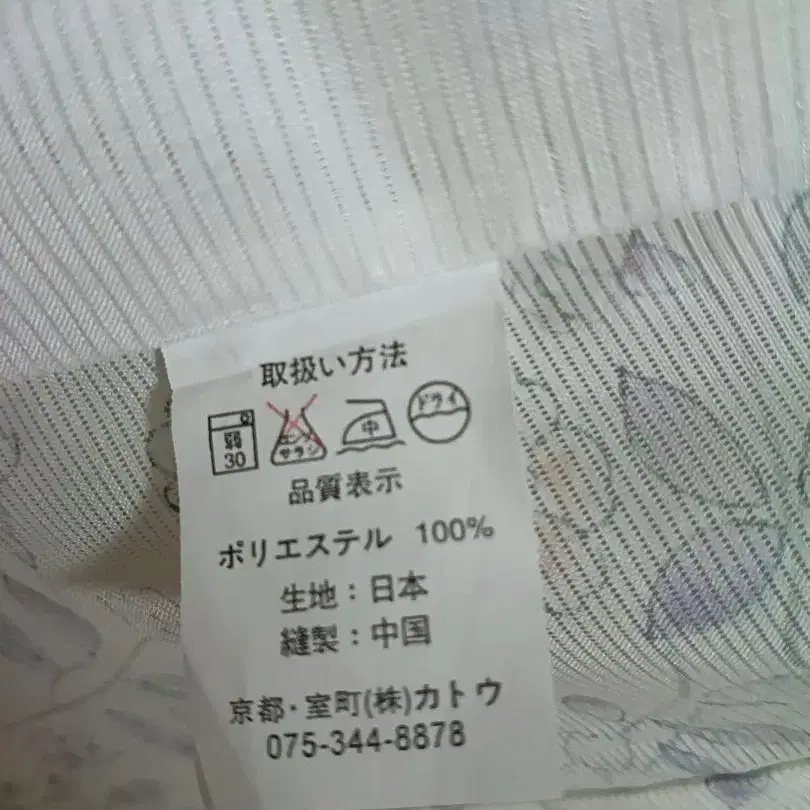 取扱い方法
弱 30 エンソサラシ 中 ドライ
品質表示
ポリエステル 100%
生地:日本
縫製:中国
京都・室町(株)カトウ
075-344-8878